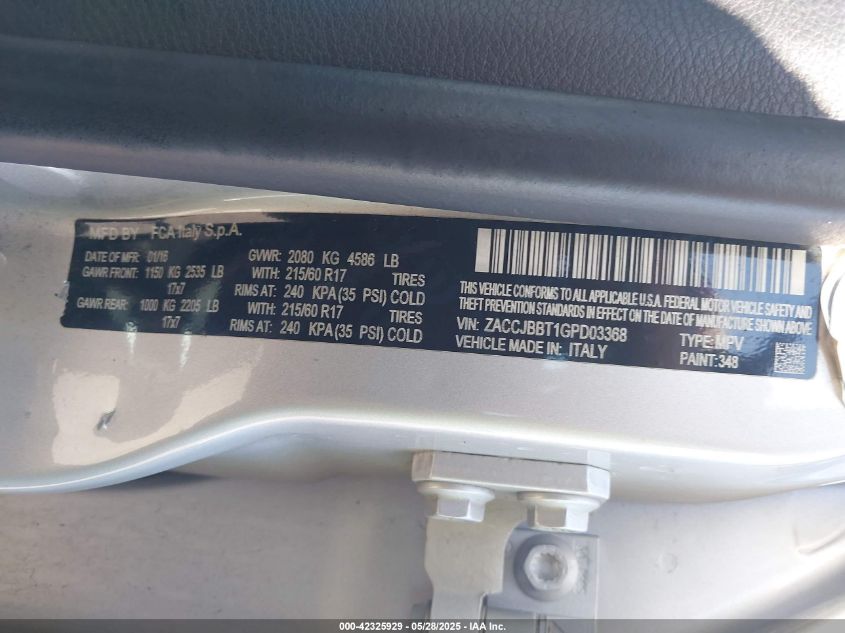 MFD BY FCA Italy S.p.A.
DATE OF MFR: 01/16 GVWR: 2080 KG 4586 LB
GAWR FRONT: 1150 KG 2535 LB WITH: 215/60 R17 TIRES
17x7 RIMS AT: 240 KPA(35 PSI) COLD
GAWR REAR: 1000 KG 2205 LB WITH: 215/60 R17 TIRES
17x7 RIMS AT: 240 KPA(35 PSI) COLD
THIS VEHICLE CONFORMS TO ALL APPLICABLE U.S.A. FEDERAL MOTOR VEHICLE SAFETY AND
THEFT PREVENTION STANDARDS IN EFFECT ON THE DATE OF MANUFACTURE SHOWN ABOVE
VIN: ZACCJBBT1GPD03368 TYPE: MPV
VEHICLE MADE IN: ITALY PAINT: 348
000-42325929 - 05/28/2025 - IAA Inc.